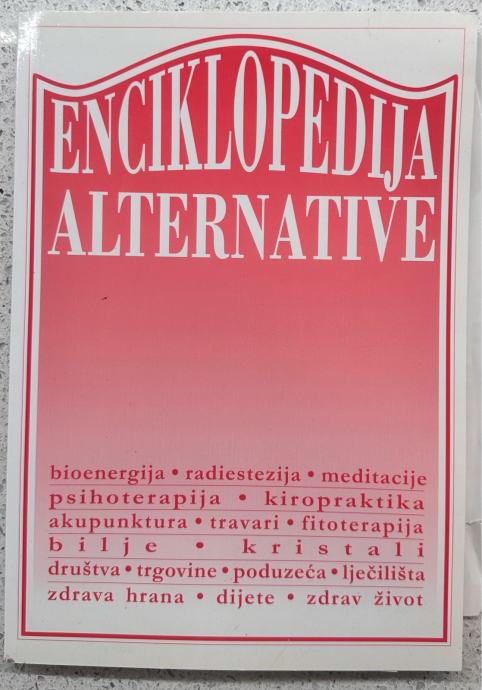 ENCIKLOPEDIJA
ALTERNATIVE
bioenergija • radiestezija • meditacije
psihoterapija • kiropraktika
akupunktura • travari • fitoterapija
bilje • kristali
društva • trgovine • poduzeća • lječilišta
zdrava hrana • dijete • zdrav život